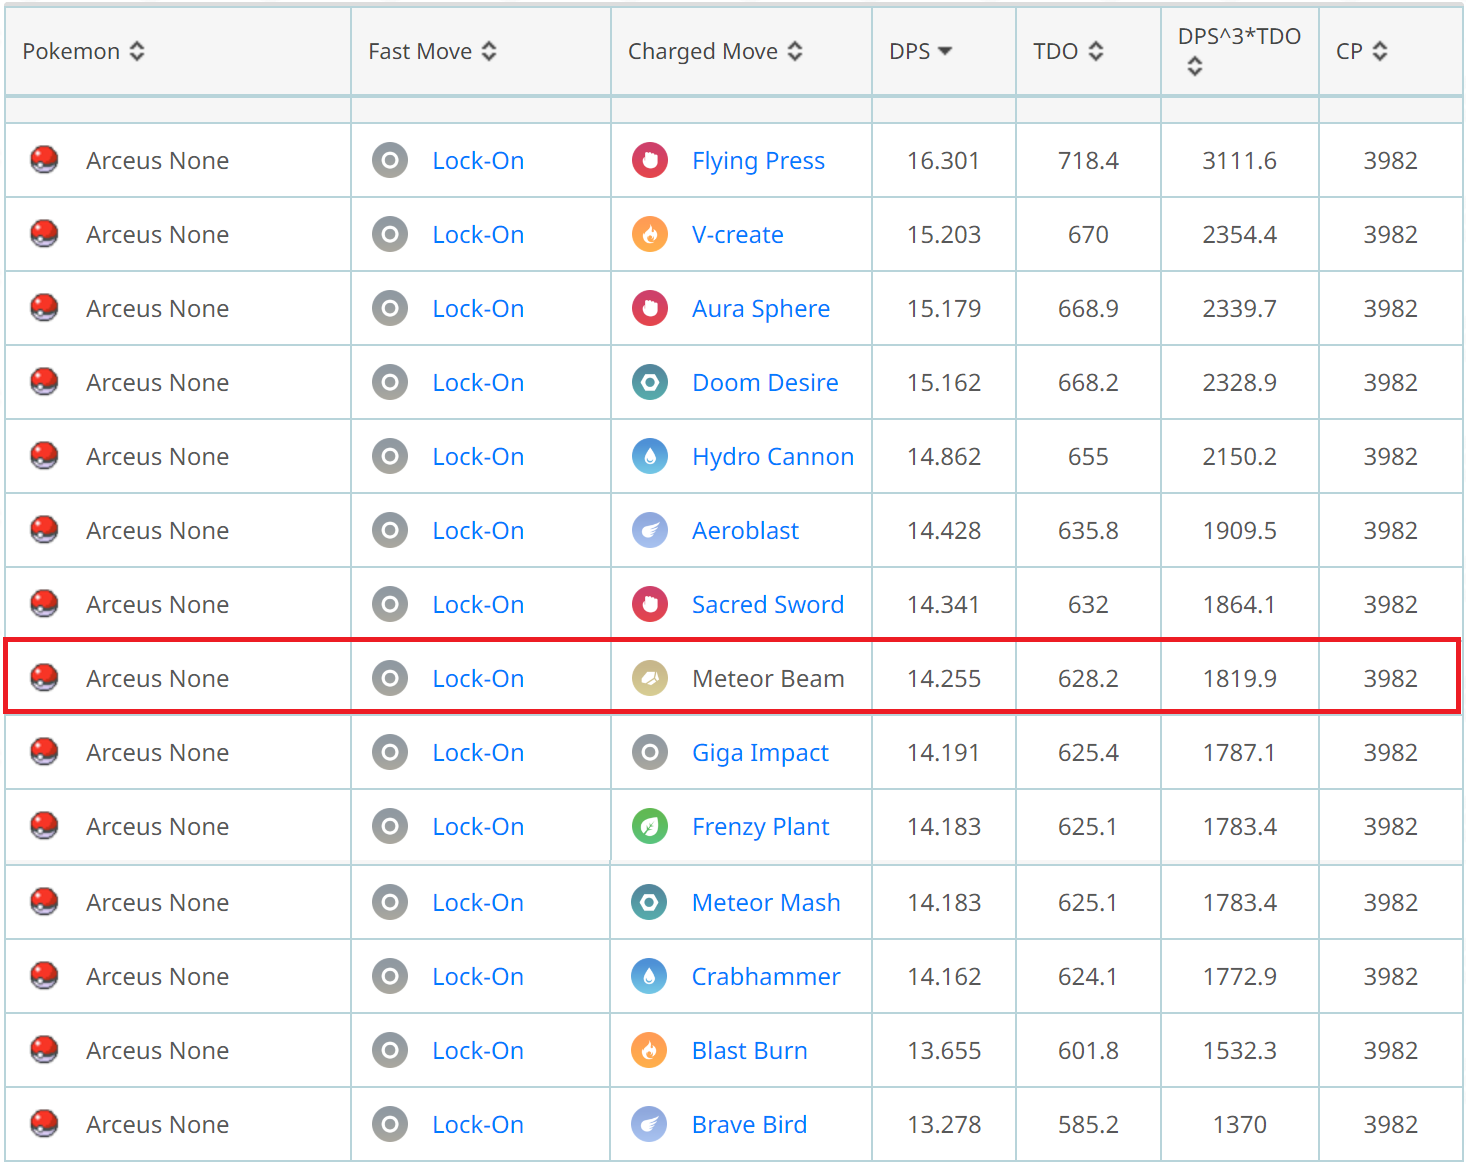 Pokemon Fast Move Charged Move DPS TDO DPS^3*TDO CP
Arceus None Lock-On Flying Press 16.301 718.4 3111.6 3982
Arceus None Lock-On V-create 15.203 670 2354.4 3982
Arceus None Lock-On Aura Sphere 15.179 668.9 2339.7 3982
Arceus None Lock-On Doom Desire 15.162 668.2 2328.9 3982
Arceus None Lock-On Hydro Cannon 14.862 655 2150.2 3982
Arceus None Lock-On Aeroblast 14.428 635.8 1909.5 3982
Arceus None Lock-On Sacred Sword 14.341 632 1864.1 3982
Arceus None Lock-On Meteor Beam 14.255 628.2 1819.9 3982
Arceus None Lock-On Giga Impact 14.191 625.4 1787.1 3982
Arceus None Lock-On Frenzy Plant 14.183 625.1 1783.4 3982
Arceus None Lock-On Meteor Mash 14.183 625.1 1783.4 3982
Arceus None Lock-On Crabhammer 14.162 624.1 1772.9 3982
Arceus None Lock-On Blast Burn 13.655 601.8 1532.3 3982
Arceus None Lock-On Brave Bird 13.278 585.2 1370 3982